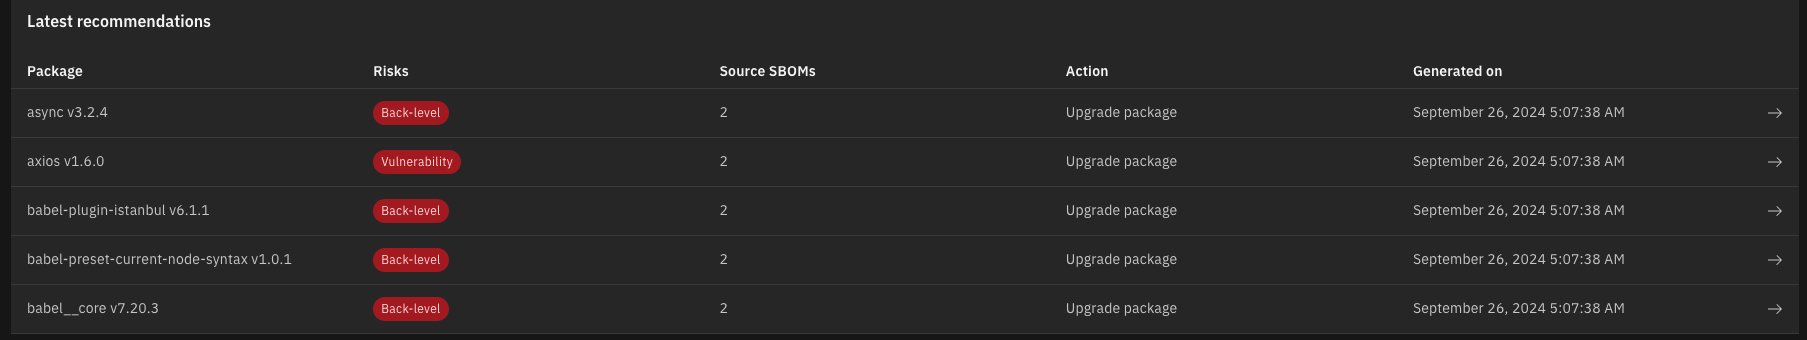 Latest recommendations
Package Risks Source SBOMs Action Generated on
async v3.2.4 Back-level 2 Upgrade package September 26, 2024 5:07:38 AM
axios v1.6.0 Vulnerability 2 Upgrade package September 26, 2024 5:07:38 AM
babel-plugin-istanbul v6.1.1 Back-level 2 Upgrade package September 26, 2024 5:07:38 AM
babel-preset-current-node-syntax v1.0.1 Back-level 2 Upgrade package September 26, 2024 5:07:38 AM
babel__core v7.20.3 Back-level 2 Upgrade package September 26, 2024 5:07:38 AM